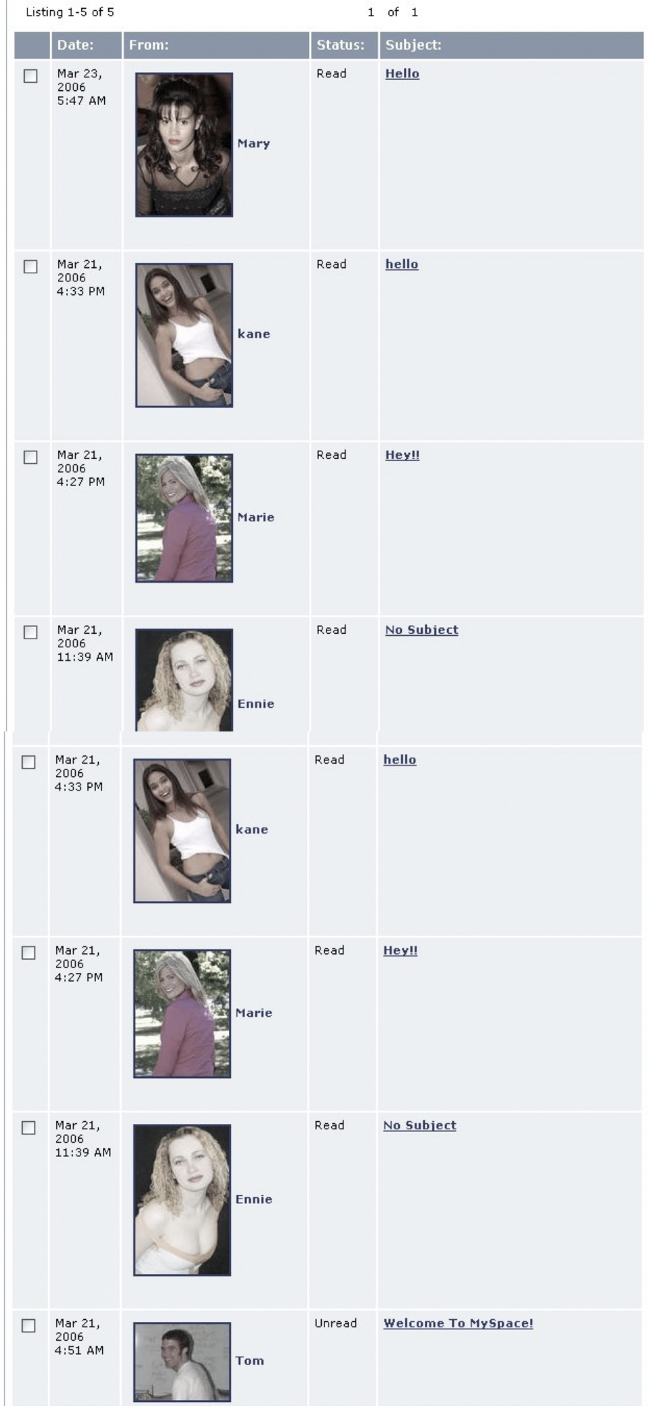 Listing 1-5 of 5 1 of 1
Date: From: Status: Subject:
Mar 23, Read Hello
2006
5:47 AM
Mary
Mar 21, Read hello
2006
4:33 PM
kane
Mar 21, Read Hey!!
2006
4:27 PM
Marie
Mar 21, Read No Subject
2006
11:39 AM
Ennie
Mar 21, Read hello
2006
4:33 PM
kane
Mar 21, Read Hey!!
2006
4:27 PM
Marie
Mar 21, Read No Subject
2006
11:39 AM
Ennie
Mar 21, Unread Welcome To MySpace!
2006
4:51 AM
Tom